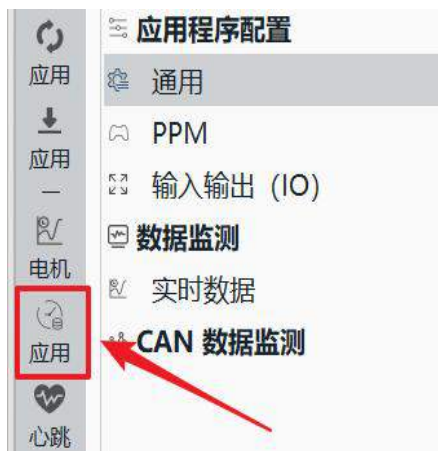 应用
应用
电机
应用
心跳
应用程序配置
通用
PPM
输入输出（IO）
数据监测
实时数据
CAN 数据监测